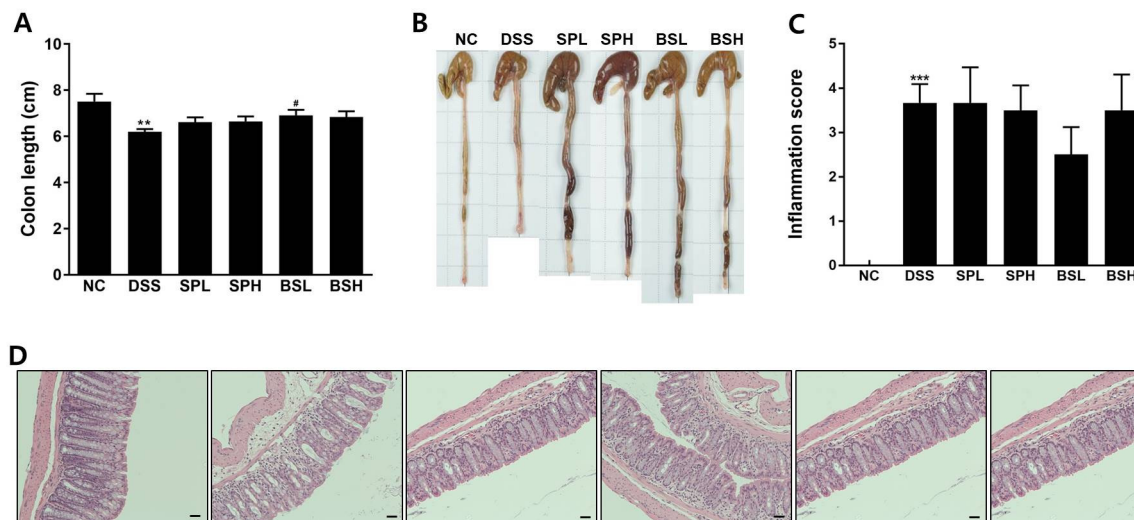 A
Colon length (cm)
10
8
6
4
2
0
**
#
NC DSS SPL SPH BSL BSH
B
NC DSS SPL SPH BSL BSH
C
Inflammation score
5
4
3
2
1
0
***
NC DSS SPL SPH BSL BSH
D